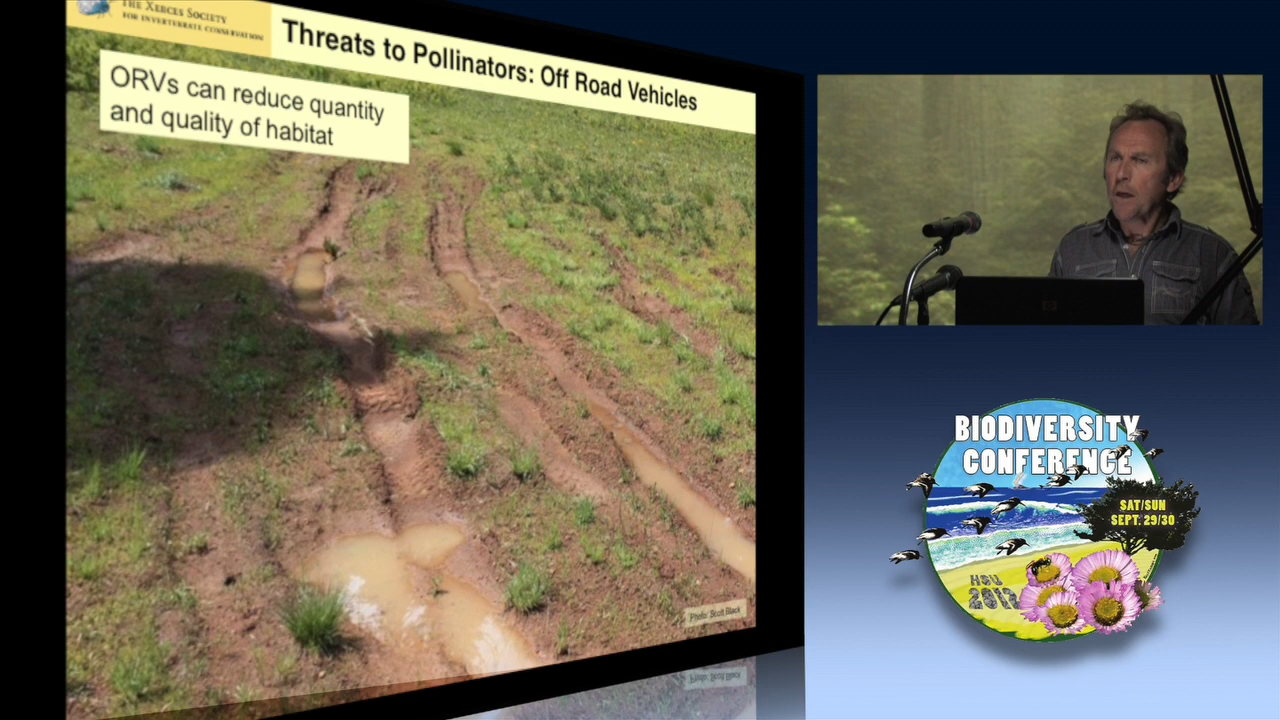 THE XERCES SOCIETY
FOR INVERTEBRATE CONSERVATION
Threats to Pollinators: Off Road Vehicles
ORVs can reduce quantity
and quality of habitat
Photo: Scott Black
BIODIVERSITY
CONFERENCE
SAT/SUN
SEPT. 29/30
HSU
2012
hp